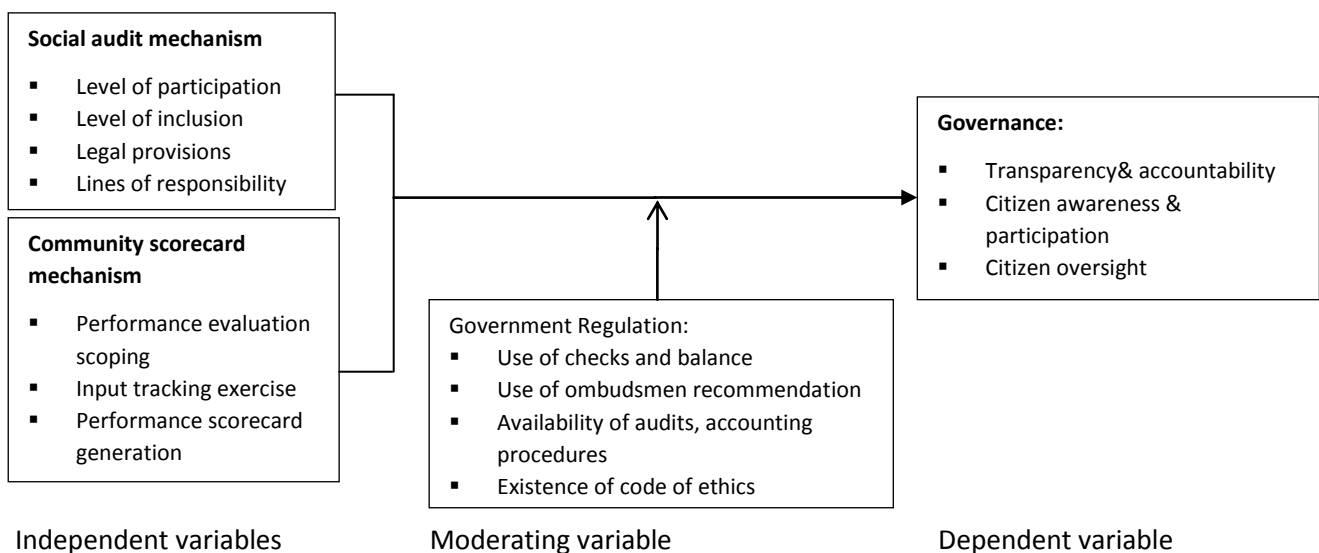 Social audit mechanism
▪ Level of participation
▪ Level of inclusion
▪ Legal provisions
▪ Lines of responsibility
Community scorecard
mechanism
▪ Performance evaluation
scoping
▪ Input tracking exercise
▪ Performance scorecard
generation
Government Regulation:
▪ Use of checks and balance
▪ Use of ombudsmen recommendation
▪ Availability of audits, accounting
procedures
▪ Existence of code of ethics
Governance:
▪ Transparency& accountability
▪ Citizen awareness &
participation
▪ Citizen oversight
Independent variables
Moderating variable
Dependent variable